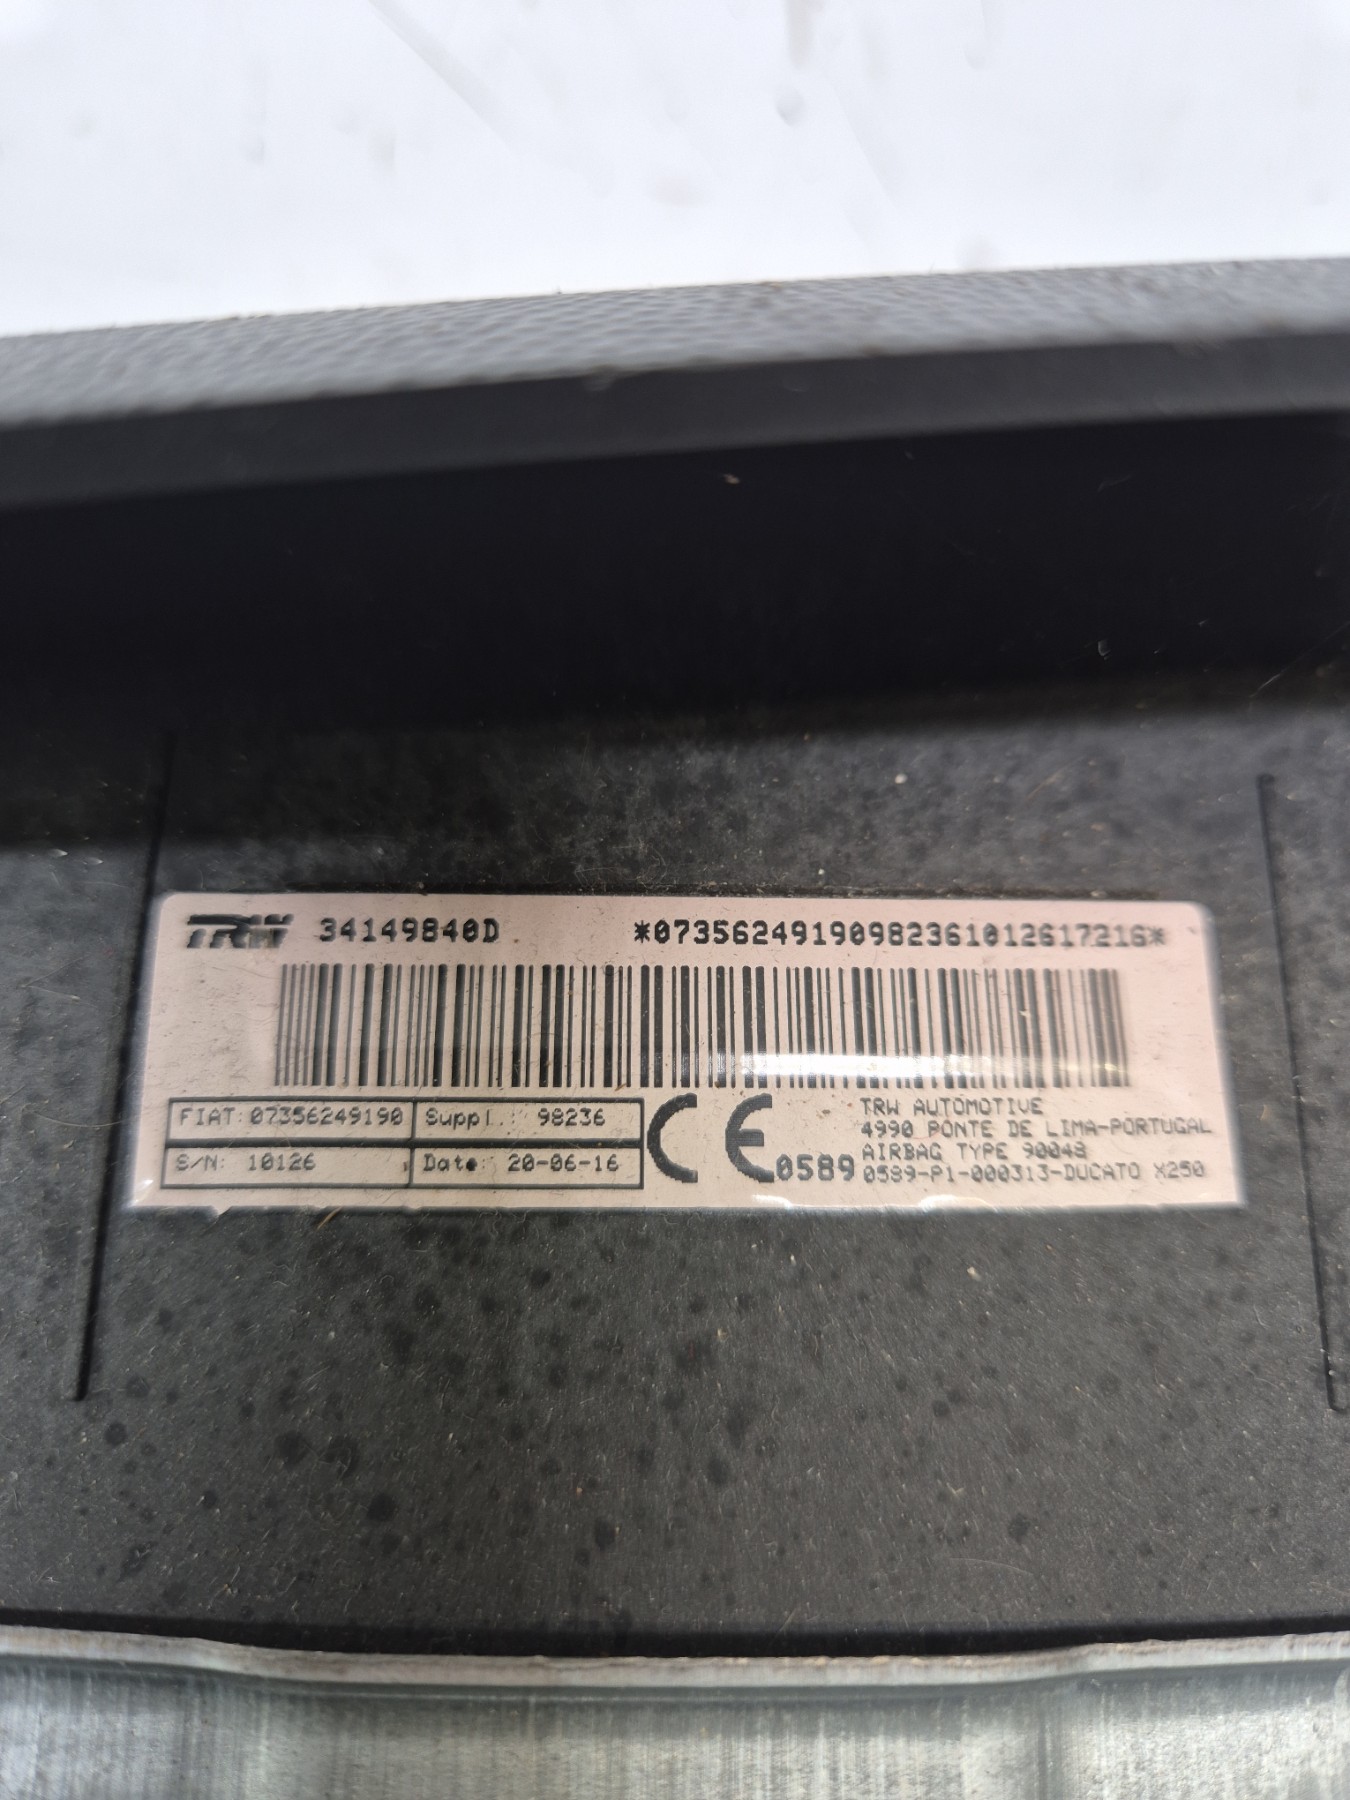 TRW 34149840D *07356249190982361012617216*
FIAT: 07356249190 Suppl.: 98236
S/N: 10126 Date: 20-06-16
CE 0589
TRW AUTOMOTIVE
4990 PONTE DE LIMA-PORTUGAL
AIRBAG TYPE 90048
0589-P1-000313-DUCATO X250